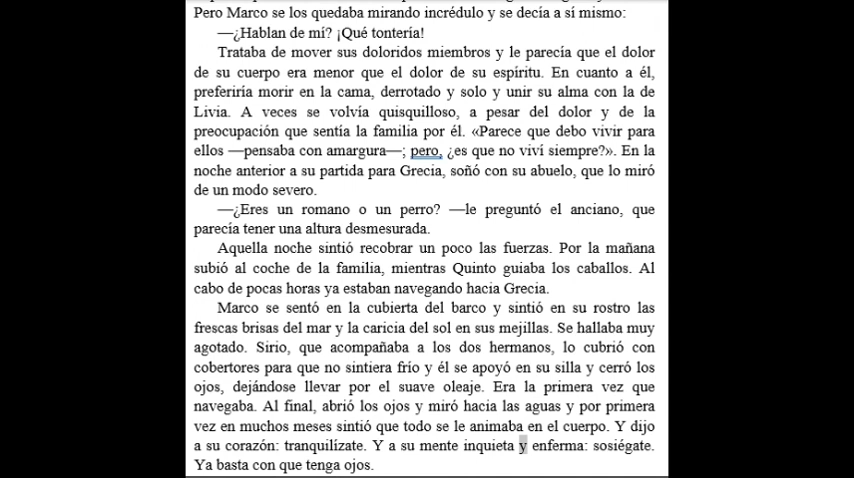 Pero Marco se los quedaba mirando incrédulo y se decía a sí mismo:
—¿Hablan de mí? ¡Qué tontería!
Trataba de mover sus doloridos miembros y le parecía que el dolor
de su cuerpo era menor que el dolor de su espíritu. En cuanto a él,
preferiría morir en la cama, derrotado y solo y unir su alma con la de
Livia. A veces se volvía quisquilloso, a pesar del dolor y de la
preocupación que sentía la familia por él. «Parece que debo vivir para
ellos —pensaba con amargura—; pero, ¿es que no viví siempre?». En la
noche anterior a su partida para Grecia, soñó con su abuelo, que lo miró
de un modo severo.
—¿Eres un romano o un perro? —le preguntó el anciano, que
parecía tener una altura desmesurada.
Aquella noche sintió recobrar un poco las fuerzas. Por la mañana
subió al coche de la familia, mientras Quinto guiaba los caballos. Al
cabo de pocas horas ya estaban navegando hacia Grecia.
Marco se sentó en la cubierta del barco y sintió en su rostro las
frescas brisas del mar y la caricia del sol en sus mejillas. Se hallaba muy
agotado. Sirio, que acompañaba a los dos hermanos, lo cubrió con
cobertores para que no sintiera frío y él se apoyó en su silla y cerró los
ojos, dejándose llevar por el suave oleaje. Era la primera vez que
navegaba. Al final, abrió los ojos y miró hacia las aguas y por primera
vez en muchos meses sintió que todo se le animaba en el cuerpo. Y dijo
a su corazón: tranquilízate. Y a su mente inquieta y enferma: sosiégate.
Ya basta con que tenga ojos.